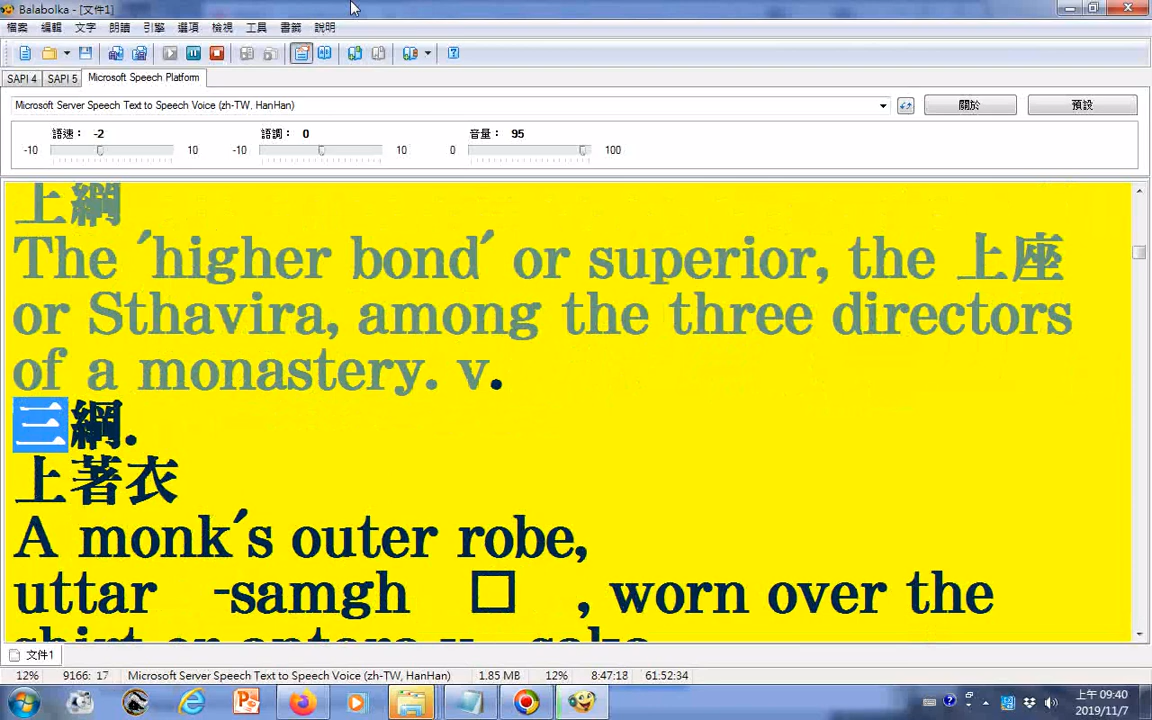 Balabolka - [文件1]
檔案 編輯 文字 朗讀 引擎 選項 檢視 工具 書籤 說明
SAPI 4 SAPI 5 Microsoft Speech Platform
Microsoft Server Speech Text to Speech Voice (zh-TW, HanHan) 關於 預設
語速： -2 語調： 0 音量： 95
-10 10 -10 10 0 100
上綱
The ′higher bond′ or superior, the 上座
or Sthavira, among the three directors
of a monastery. v.
三綱.
上著衣
A monk′s outer robe,
uttar -samgh □ , worn over the
文件1
12% 9166: 17 Microsoft Server Speech Text to Speech Voice (zh-TW, HanHan) 1.85 MB 12% 8:47:18 61:52:34
上午 09:40
2019/11/7